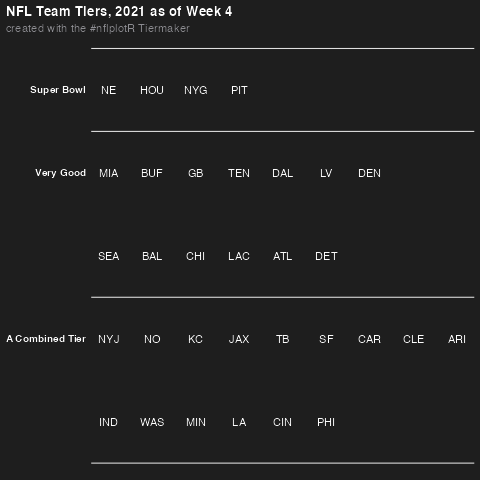 NFL Team Tiers, 2021 as of Week 4
created with the #nflplotR Tiermaker
Super Bowl NE HOU NYG PIT
Very Good MIA BUF GB TEN DAL LV DEN
SEA BAL CHI LAC ATL DET
A Combined Tier NYJ NO KC JAX TB SF CAR CLE ARI
IND WAS MIN LA CIN PHI